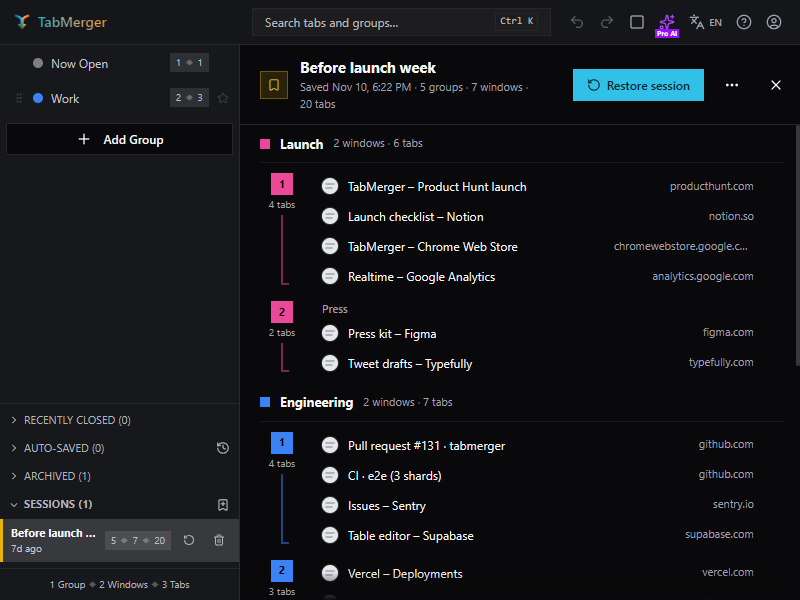 TabMerger
Search tabs and groups...
Ctrl K
Pro AI
EN
Now Open
1 ◆ 1
Work
2 ◆ 3
Add Group
RECENTLY CLOSED (0)
AUTO-SAVED (0)
ARCHIVED (1)
SESSIONS (1)
Before launch ...
7d ago
5 ◆ 7 ◆ 20
1 Group ◆ 2 Windows ◆ 3 Tabs
Before launch week
Saved Nov 10, 6:22 PM · 5 groups · 7 windows ·
20 tabs
Restore session
Launch 2 windows · 6 tabs
1
4 tabs
TabMerger – Product Hunt launch producthunt.com
Launch checklist – Notion notion.so
TabMerger – Chrome Web Store chromewebstore.google.c...
Realtime – Google Analytics analytics.google.com
2
2 tabs
Press
Press kit – Figma figma.com
Tweet drafts – Typefully typefully.com
Engineering 2 windows · 7 tabs
1
4 tabs
Pull request #131 · tabmerger github.com
CI · e2e (3 shards) github.com
Issues – Sentry sentry.io
Table editor – Supabase supabase.com
2
3 tabs
Vercel – Deployments vercel.com